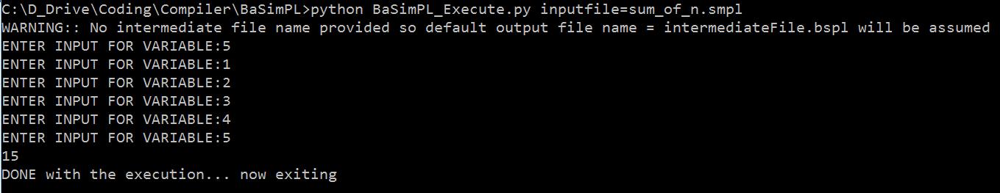 C:\D_Drive\Coding\Compiler\BaSimPL>python BaSimPL_Execute.py inputfile=sum_of_n.smpl
WARNING:: No intermediate file name provided so default output file name = intermediateFile.bspl will be assumed
ENTER INPUT FOR VARIABLE:5
ENTER INPUT FOR VARIABLE:1
ENTER INPUT FOR VARIABLE:2
ENTER INPUT FOR VARIABLE:3
ENTER INPUT FOR VARIABLE:4
ENTER INPUT FOR VARIABLE:5
15
DONE with the execution... now exiting